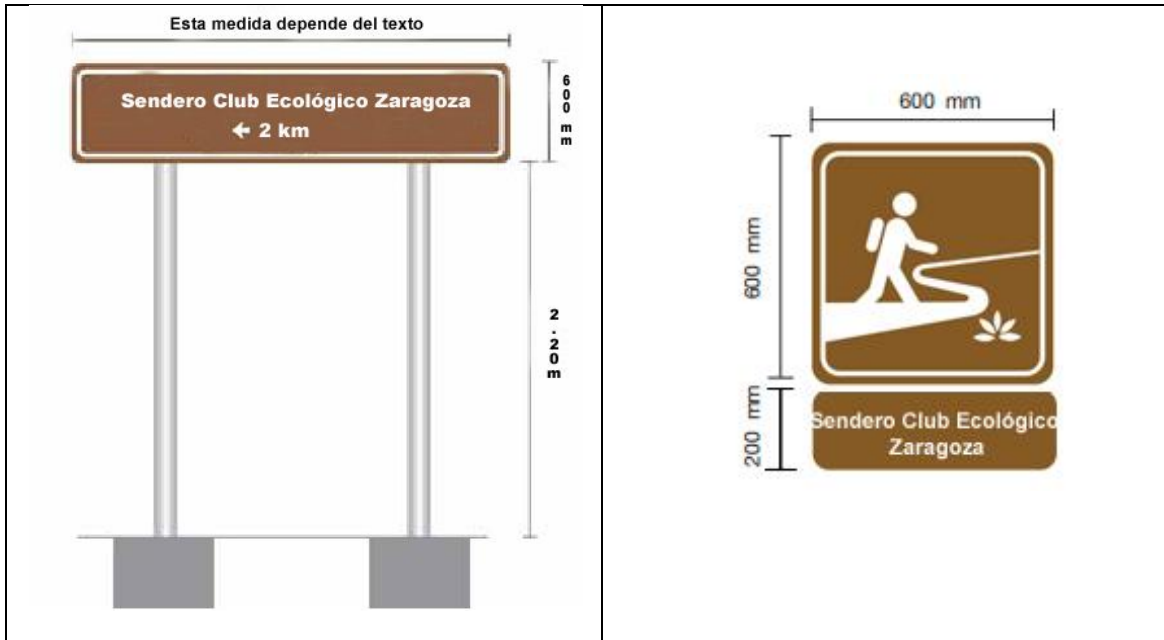 Esta medida depende del texto
Sendero Club Ecológico Zaragoza
← 2 km
600 mm
2.20m
600 mm
600 mm
200 mm
Sendero Club Ecológico
Zaragoza